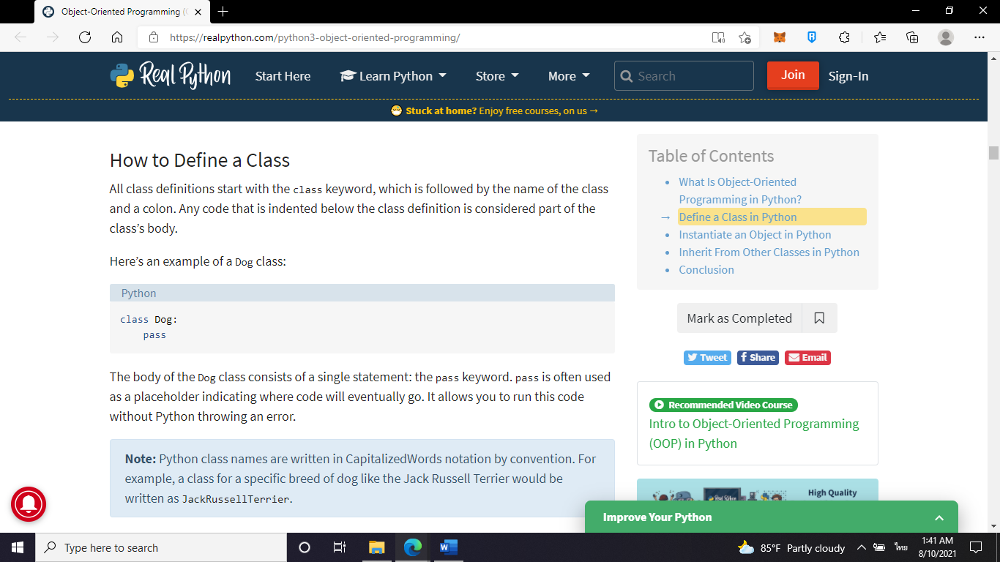 Object-Oriented Programming (
https://realpython.com/python3-object-oriented-programming/
Real Python
Start Here
Learn Python
Store
More
Search
Join
Sign-In
Stuck at home? Enjoy free courses, on us →
How to Define a Class
All class definitions start with the class keyword, which is followed by the name of the class
and a colon. Any code that is indented below the class definition is considered part of the
class’s body.
Here’s an example of a Dog class:
Python
class Dog:
    pass
The body of the Dog class consists of a single statement: the pass keyword. pass is often used
as a placeholder indicating where code will eventually go. It allows you to run this code
without Python throwing an error.
Note: Python class names are written in CapitalizedWords notation by convention. For
example, a class for a specific breed of dog like the Jack Russell Terrier would be
written as JackRussellTerrier.
Table of Contents
• What Is Object-Oriented
Programming in Python?
→ Define a Class in Python
• Instantiate an Object in Python
• Inherit From Other Classes in Python
• Conclusion
Mark as Completed
Tweet
Share
Email
Recommended Video Course
Intro to Object-Oriented Programming
(OOP) in Python
Real Python
High Quality
Improve Your Python
Type here to search
W
85°F Partly cloudy
ไทย
1:41 AM
8/10/2021